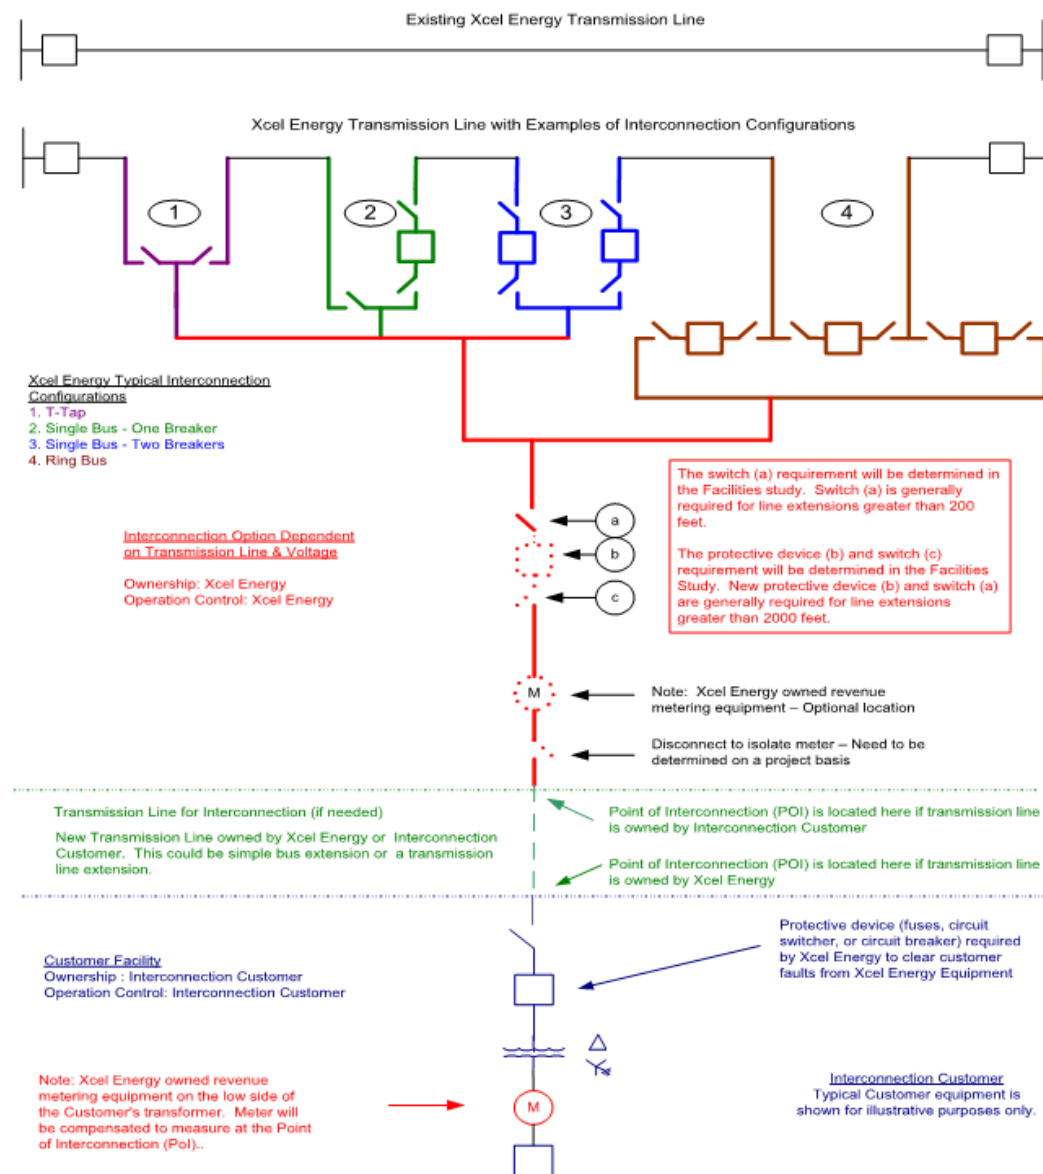 Existing Xcel Energy Transmission Line
Xcel Energy Transmission Line with Examples of Interconnection Configurations
1
2
3
4
Xcel Energy Typical Interconnection
Configurations
1. T-Tap
2. Single Bus - One Breaker
3. Single Bus - Two Breakers
4. Ring Bus
The switch (a) requirement will be determined in
the Facilities study. Switch (a) is generally
required for line extensions greater than 200
feet.
The protective device (b) and switch (c)
requirement will be determined in the Facilities
Study. New protective device (b) and switch (a)
are generally required for line extensions
greater than 2000 feet.
Interconnection Option Dependent
on Transmission Line & Voltage
Ownership: Xcel Energy
Operation Control: Xcel Energy
a
b
c
M
Note: Xcel Energy owned revenue
metering equipment – Optional location
Disconnect to isolate meter – Need to be
determined on a project basis
Transmission Line for Interconnection (if needed)
New Transmission Line owned by Xcel Energy or Interconnection
Customer. This could be simple bus extension or a transmission
line extension.
Point of Interconnection (POI) is located here if transmission line
is owned by Interconnection Customer
Point of Interconnection (POI) is located here if transmission line
is owned by Xcel Energy
Customer Facility
Ownership : Interconnection Customer
Operation Control: Interconnection Customer
Protective device (fuses, circuit
switcher, or circuit breaker) required
by Xcel Energy to clear customer
faults from Xcel Energy Equipment
Note: Xcel Energy owned revenue
metering equipment on the low side of
the Customer's transformer. Meter will
be compensated to measure at the Point
of Interconnection (PoI)..
M
Interconnection Customer
Typical Customer equipment is
shown for illustrative purposes only.